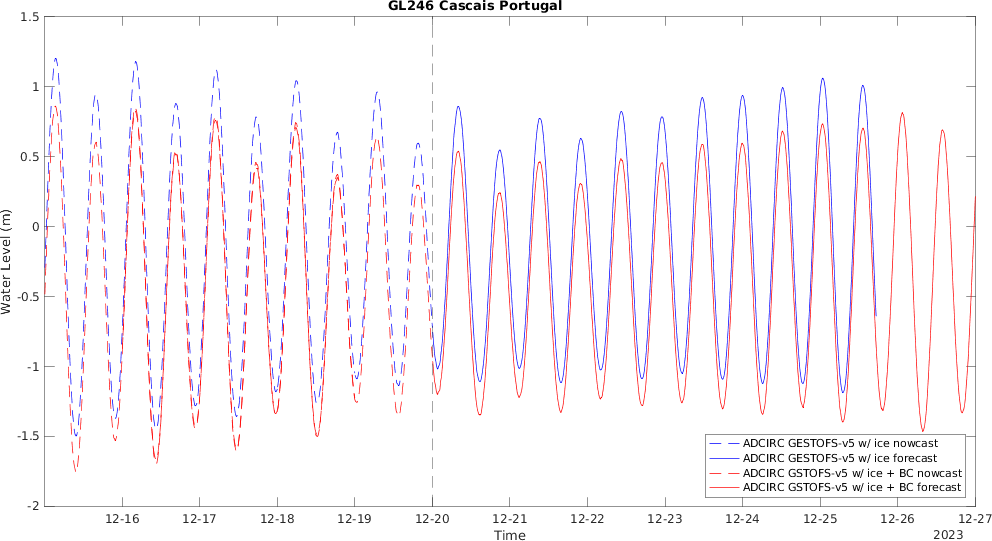 GL246 Cascais Portugal
1.5
1
0.5
0
-0.5
-1
-1.5
-2
Water Level (m)
12-16 12-17 12-18 12-19 12-20 12-21 12-22 12-23 12-24 12-25 12-26 12-27
Time
2023
ADCIRC GESTOFS-v5 w/ ice nowcast
ADCIRC GESTOFS-v5 w/ ice forecast
ADCIRC GSTOFS-v5 w/ ice + BC nowcast
ADCIRC GSTOFS-v5 w/ ice + BC forecast